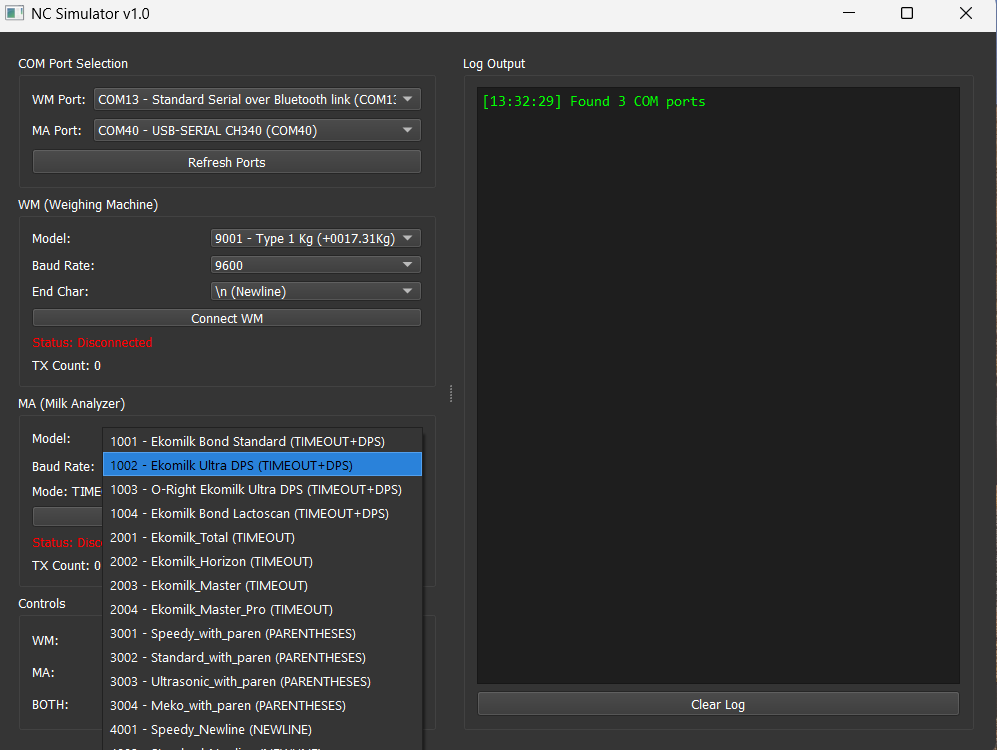 NC Simulator v1.0
COM Port Selection
WM Port: COM13 - Standard Serial over Bluetooth link (COM13
MA Port: COM40 - USB-SERIAL CH340 (COM40)
Refresh Ports
WM (Weighing Machine)
Model: 9001 - Type 1 Kg (+0017.31Kg)
Baud Rate: 9600
End Char: \n (Newline)
Connect WM
Status: Disconnected
TX Count: 0
MA (Milk Analyzer)
Model:
Baud Rate:
Mode: TIME
Status: Disc
TX Count: 0
1001 - Ekomilk Bond Standard (TIMEOUT+DPS)
1002 - Ekomilk Ultra DPS (TIMEOUT+DPS)
1003 - O-Right Ekomilk Ultra DPS (TIMEOUT+DPS)
1004 - Ekomilk Bond Lactoscan (TIMEOUT+DPS)
2001 - Ekomilk_Total (TIMEOUT)
2002 - Ekomilk_Horizon (TIMEOUT)
2003 - Ekomilk_Master (TIMEOUT)
2004 - Ekomilk_Master_Pro (TIMEOUT)
3001 - Speedy_with_paren (PARENTHESES)
3002 - Standard_with_paren (PARENTHESES)
3003 - Ultrasonic_with_paren (PARENTHESES)
3004 - Meko_with_paren (PARENTHESES)
4001 - Speedy_Newline (NEWLINE)
Controls
WM:
MA:
BOTH:
Log Output
[13:32:29] Found 3 COM ports
Clear Log